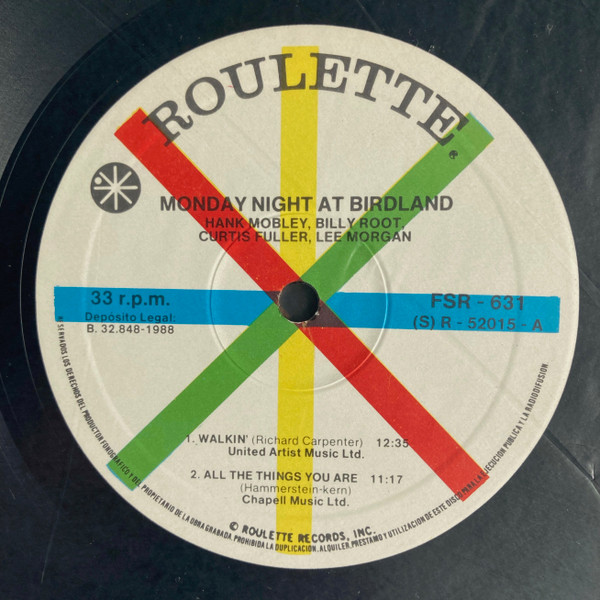 ROULETTE
®
MONDAY NIGHT AT BIRDLAND
HANK MOBLEY, BILLY ROOT,
CURTIS FULLER, LEE MORGAN
33 r.p.m.
Depósito Legal:
B. 32.848-1988
FSR - 631
(S) R - 52015 - A
1. WALKIN' (Richard Carpenter) 12:35
United Artist Music Ltd.
2. ALL THE THINGS YOU ARE 11:17
(Hammerstein-kern)
Chapell Music Ltd.
© ROULETTE RECORDS, INC.
SERVADOS LOS DERECHOS DEL PRODUCTOR FONOGRAFICO Y DEL PROPIETARIO DE LA OBRA GRABADA. PROHIBIDA LA DUPLICACION, ALQUILER, PRESTAMO Y UTILIZACION DE ESTE DISCO PARA LA EJECUCION PUBLICA Y LA RADIODIFUSION